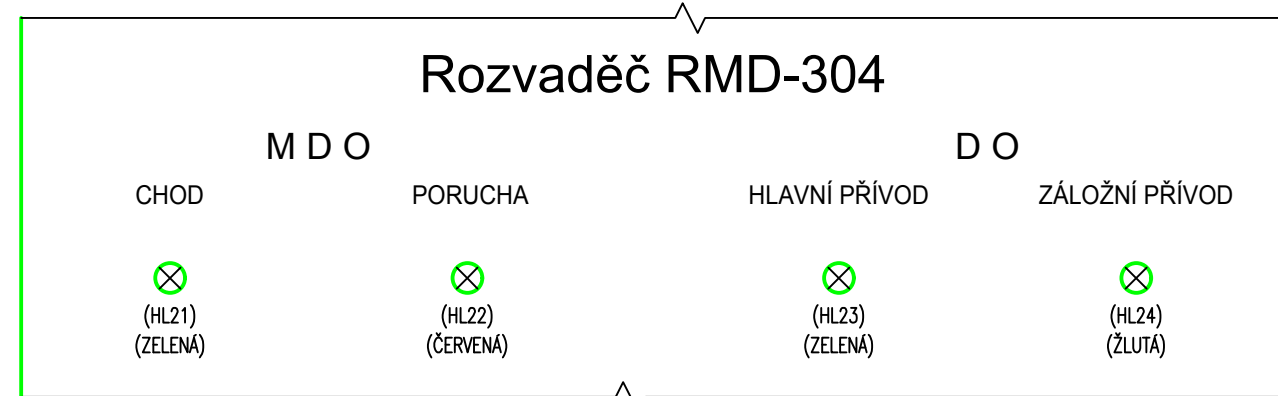 Rozvaděč RMD-304
M D O
D O
CHOD
PORUCHA
HLAVNÍ PŘÍVOD
ZÁLOŽNÍ PŘÍVOD
(HL21)
(ZELENÁ)
(HL22)
(ČERVENÁ)
(HL23)
(ZELENÁ)
(HL24)
(ŽLUTÁ)